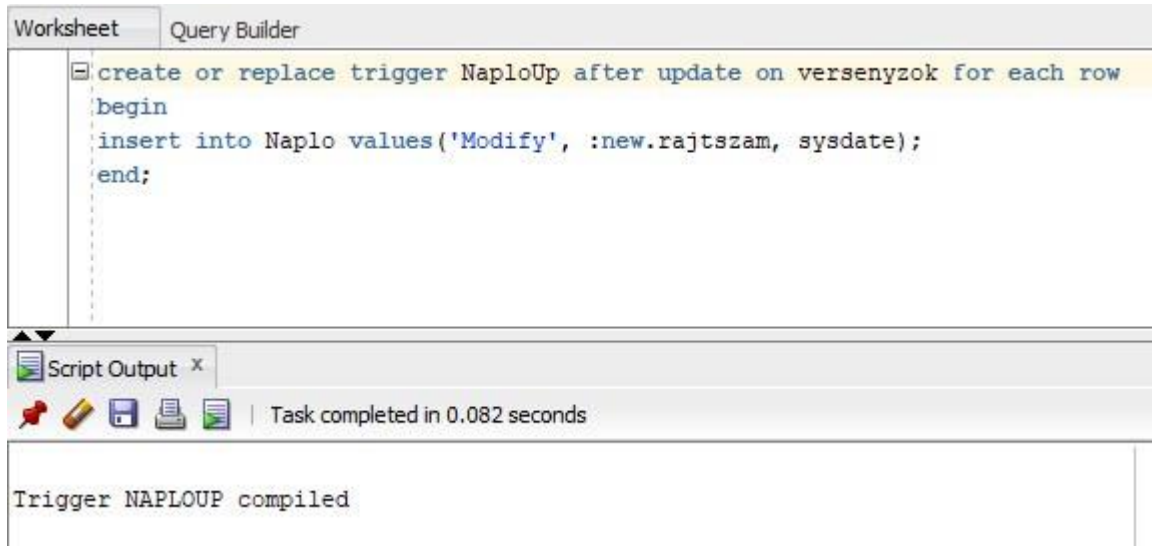 Worksheet Query Builder
create or replace trigger NaploUp after update on versenyzok for each row
begin
insert into Naplo values('Modify', :new.rajtszam, sysdate);
end;
Script Output x
Task completed in 0.082 seconds
Trigger NAPLOUP compiled